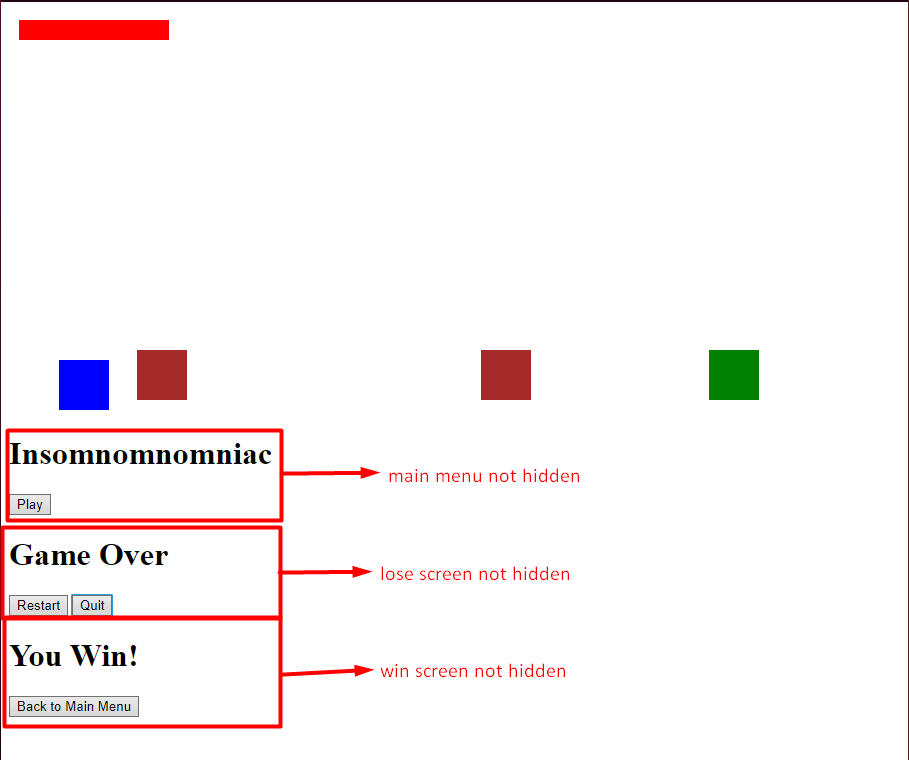 Insomnomnomniac
main menu not hidden
Play
Game Over
lose screen not hidden
Restart Quit
You Win!
win screen not hidden
Back to Main Menu